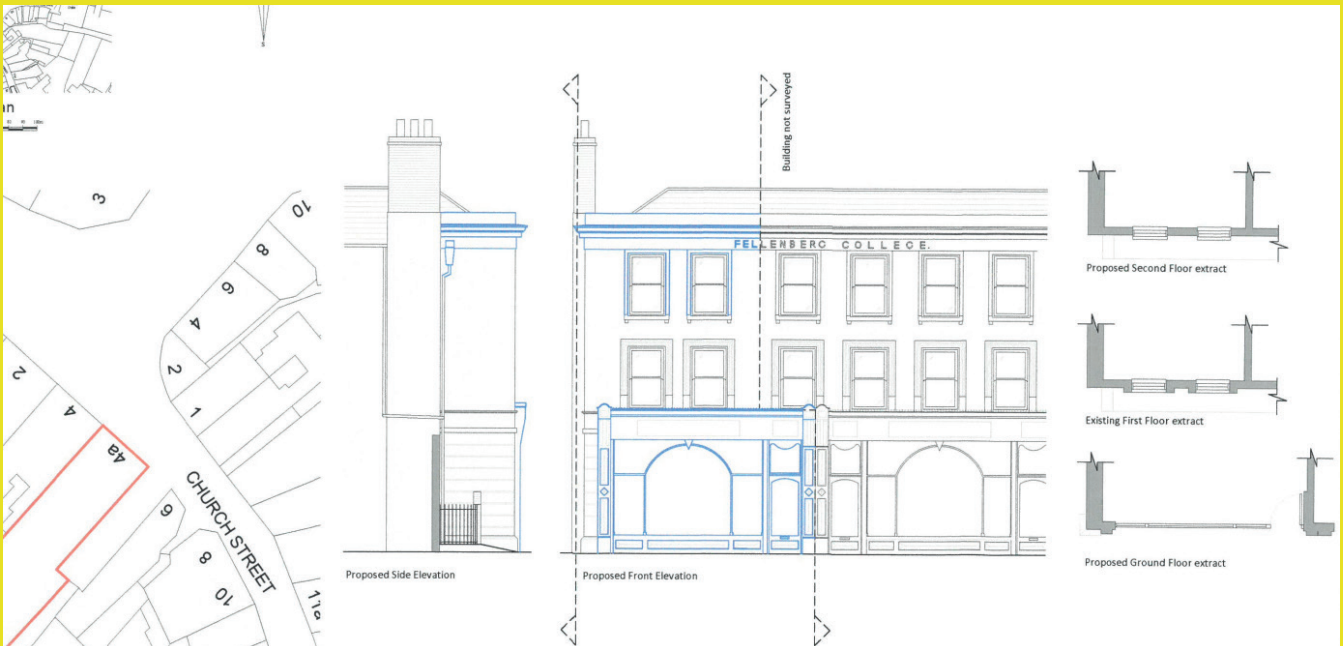 an
S
Building not surveyed
FELLENBERG COLLEGE.
Proposed Side Elevation
Proposed Front Elevation
Proposed Second Floor extract
Existing First Floor extract
Proposed Ground Floor extract
3
10
8
6
4
2
1
2
4
4a
CHURCH STREET
6
8
10
11a